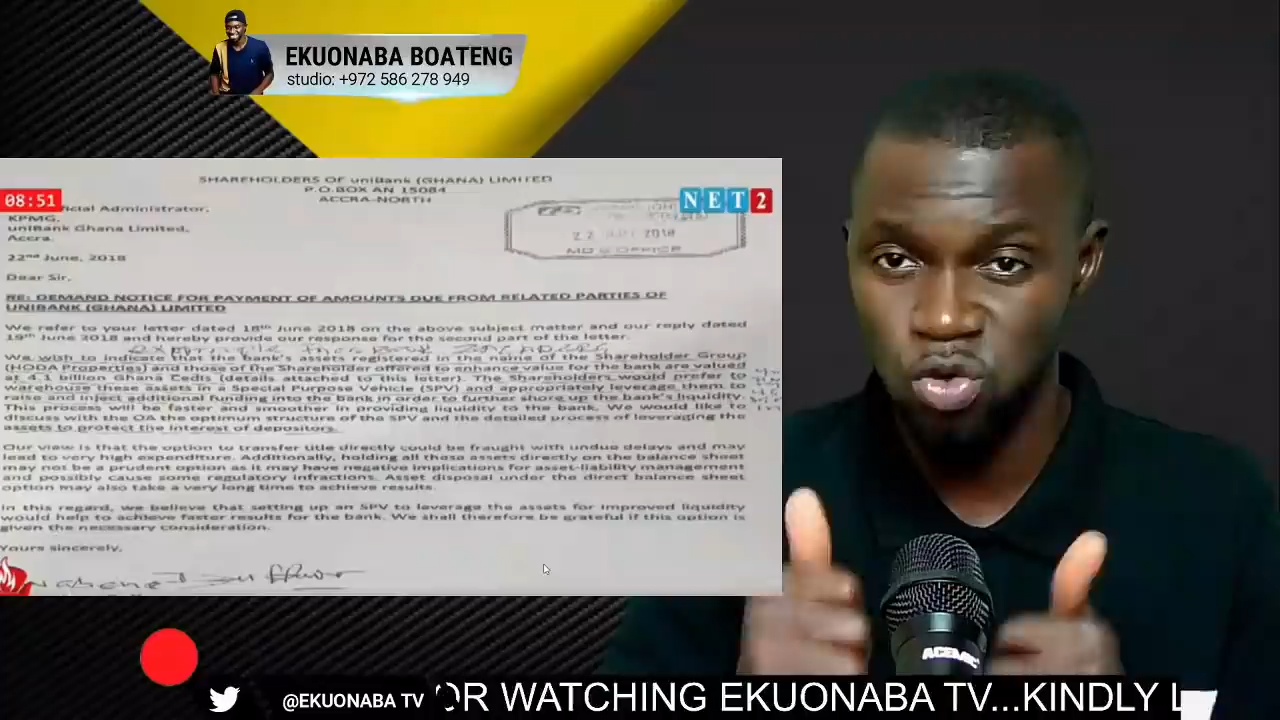 EKUONABA BOATENG
studio: +972 586 278 949
SHAREHOLDERS OF uniBank (GHANA) LIMITED
P.O.BOX AN 15084
ACCRA-NORTH
08:51
NET2
Official Administrator,
KPMG,
uniBank Ghana Limited,
Accra.
22 2018
MD'S OFFICE
22nd June, 2018
Dear Sir,
RE: DEMAND NOTICE FOR PAYMENT OF AMOUNTS DUE FROM RELATED PARTIES OF
UNIBANK (GHANA) LIMITED
We refer to your letter dated 18th June 2018 on the above subject matter and our reply dated
19th June 2018 and hereby provide our response for the second part of the letter.
We wish to indicate that the bank's assets registered in the name of the Shareholder Group
(HODA Properties) and those of the Shareholder offered to enhance value for the bank are valued
at 4.1 billion Ghana Cedis (details attached to this letter). The Shareholders would prefer to
warehouse these assets in a Special Purpose Vehicle (SPV) and appropriately leverage them to
raise and inject additional funding into the bank in order to further shore up the bank's liquidity.
This process will be faster and smoother in providing liquidity to the bank. We would like to
discuss with the OA the optimum structure of the SPV and the detailed process of leveraging the
assets to protect the interest of depositors.
Our view is that the option to transfer title directly could be fraught with undue delays and may
lead to very high expenditure. Additionally, holding all those assets directly on the balance sheet
may not be a prudent option as it may have negative implications for asset-liability management
and possibly cause some regulatory infractions. Asset disposal under the direct balance sheet
option may also take a very long time to achieve results.
In this regard, we believe that setting up an SPV to leverage the assets for improved liquidity
would help to achieve faster results for the bank. We shall therefore be grateful if this option is
given the necessary consideration.
Yours sincerely,
ACEMIC
@EKUONABA TV
OR WATCHING EKUONABA TV...KINDLY L